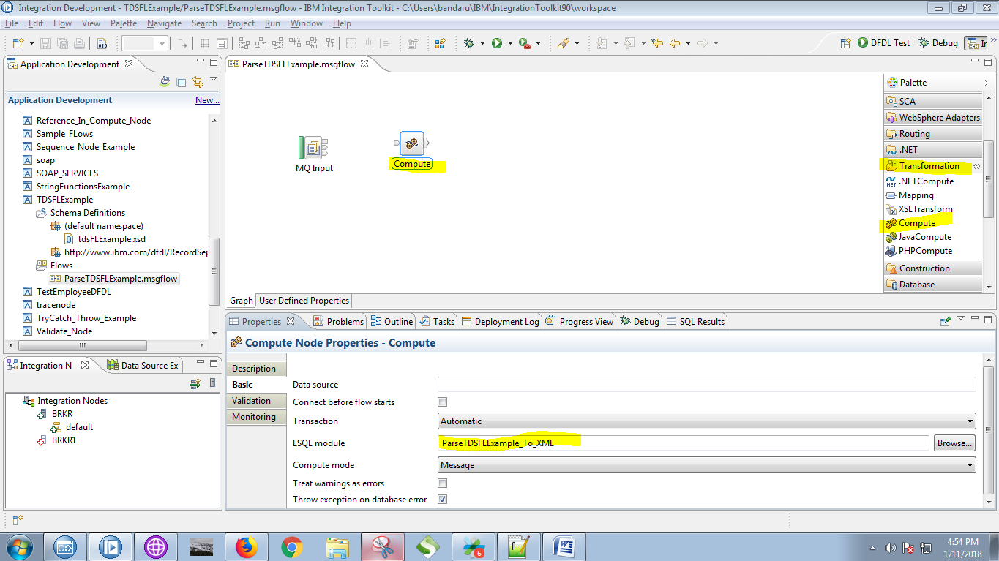 Integration Development - TDSFLExample/ParseTDSFLExample.msgflow - IBM Integration Toolkit - C:\Users\bandaru\IBM\IntegrationToolkit90\workspace
File Edit Flow View Palette Navigate Search Project Run Window Help
DFDL Test Debug In
Application Development
Application Development New...
Reference_In_Compute_Node
Sample_FLows
Sequence_Node_Example
soap
SOAP_SERVICES
StringFunctionsExample
TDSFLExample
Schema Definitions
(default namespace)
tdsFLExample.xsd
http://www.ibm.com/dfdl/RecordSep
Flows
ParseTDSFLExample.msgflow
TestEmployeeDFDL
tracenode
TryCatch_Throw_Example
Validate_Node
Integration N Data Source Ex
Integration Nodes
BRKR
default
BRKR1
ParseTDSFLExample.msgflow
MQ Input
Compute
Palette
SCA
WebSphere Adapters
Routing
.NET
Transformation
.NETCompute
Mapping
XSLTransform
Compute
JavaCompute
PHPCompute
Construction
Database
Graph User Defined Properties
Properties Problems Outline Tasks Deployment Log Progress View Debug SQL Results
Compute Node Properties - Compute
Description
Basic
Validation
Monitoring
Data source
Connect before flow starts
Transaction Automatic
ESQL module ParseTDSFLExample_To_XML Browse...
Compute mode Message
Treat warnings as errors
Throw exception on database error
6
4:54 PM
1/11/2018